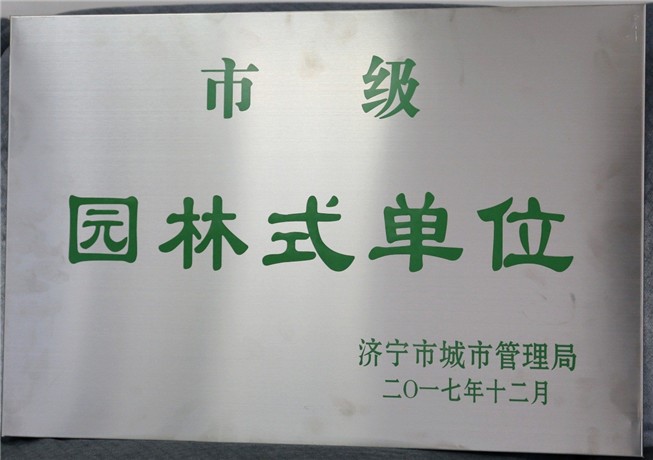 市级
园林式单位
济宁市城市管理局
二〇一七年十二月